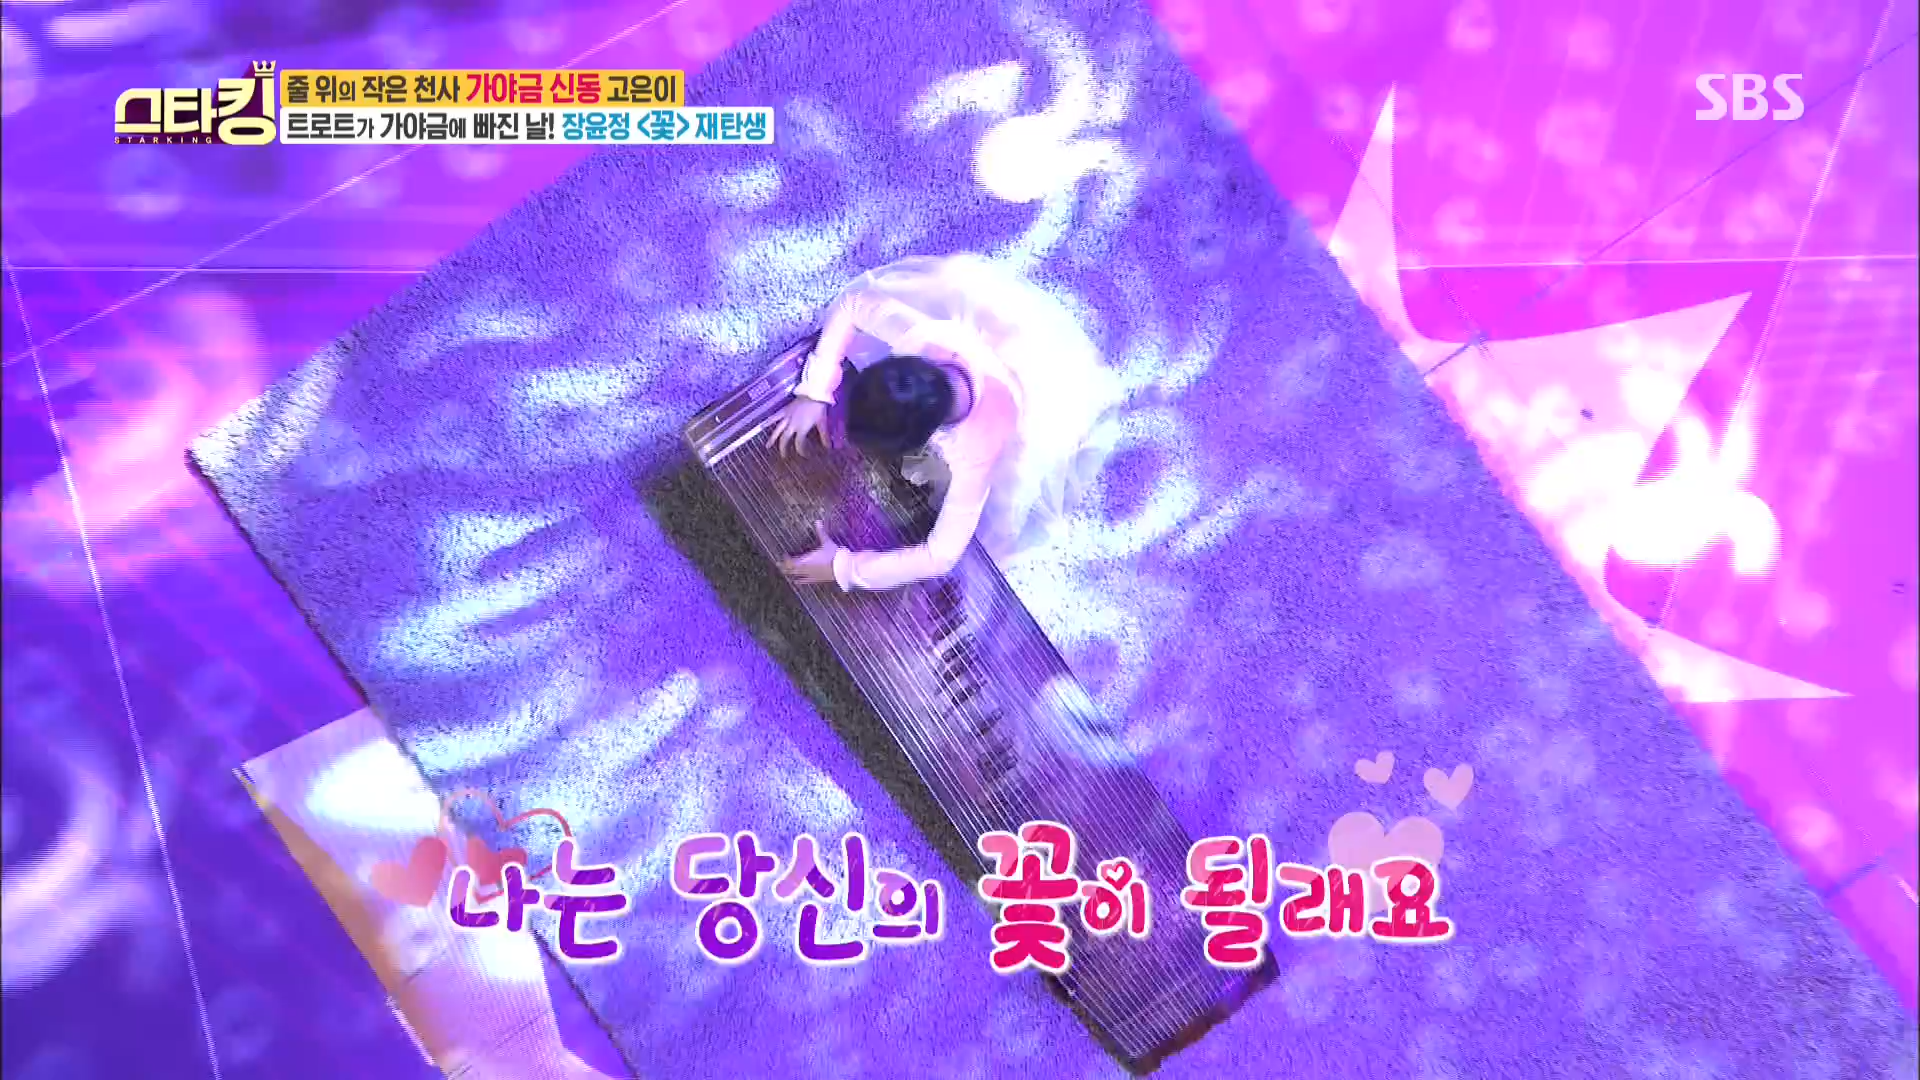 스타킹
STARKING
줄 위의 작은 천사 가야금 신동 고은이
트로트가 가야금에 빠진 날! 장윤정 <꽃> 재탄생
SBS
나는 당신의 꽃이 될래요